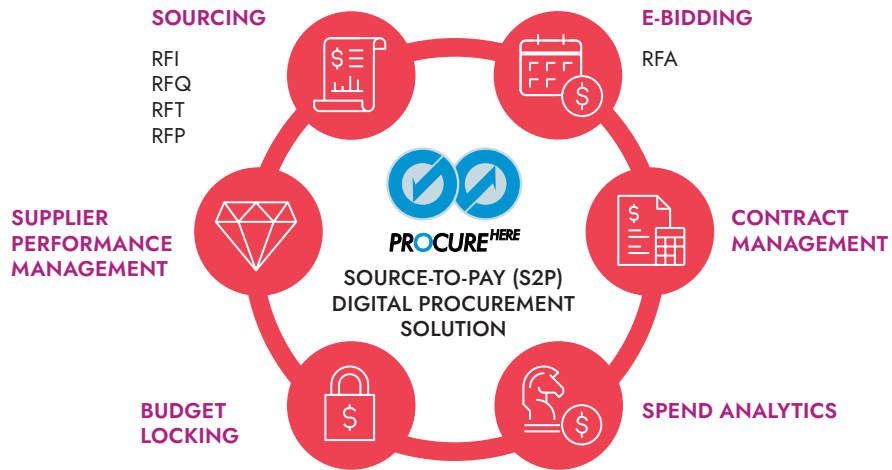 SOURCING
RFI
RFQ
RFT
RFP
E-BIDDING
RFA
SUPPLIER
PERFORMANCE
MANAGEMENT
PROCURE HERE
SOURCE-TO-PAY (S2P)
DIGITAL PROCUREMENT
SOLUTION
CONTRACT
MANAGEMENT
BUDGET
LOCKING
SPEND ANALYTICS
$
$
$
$
$